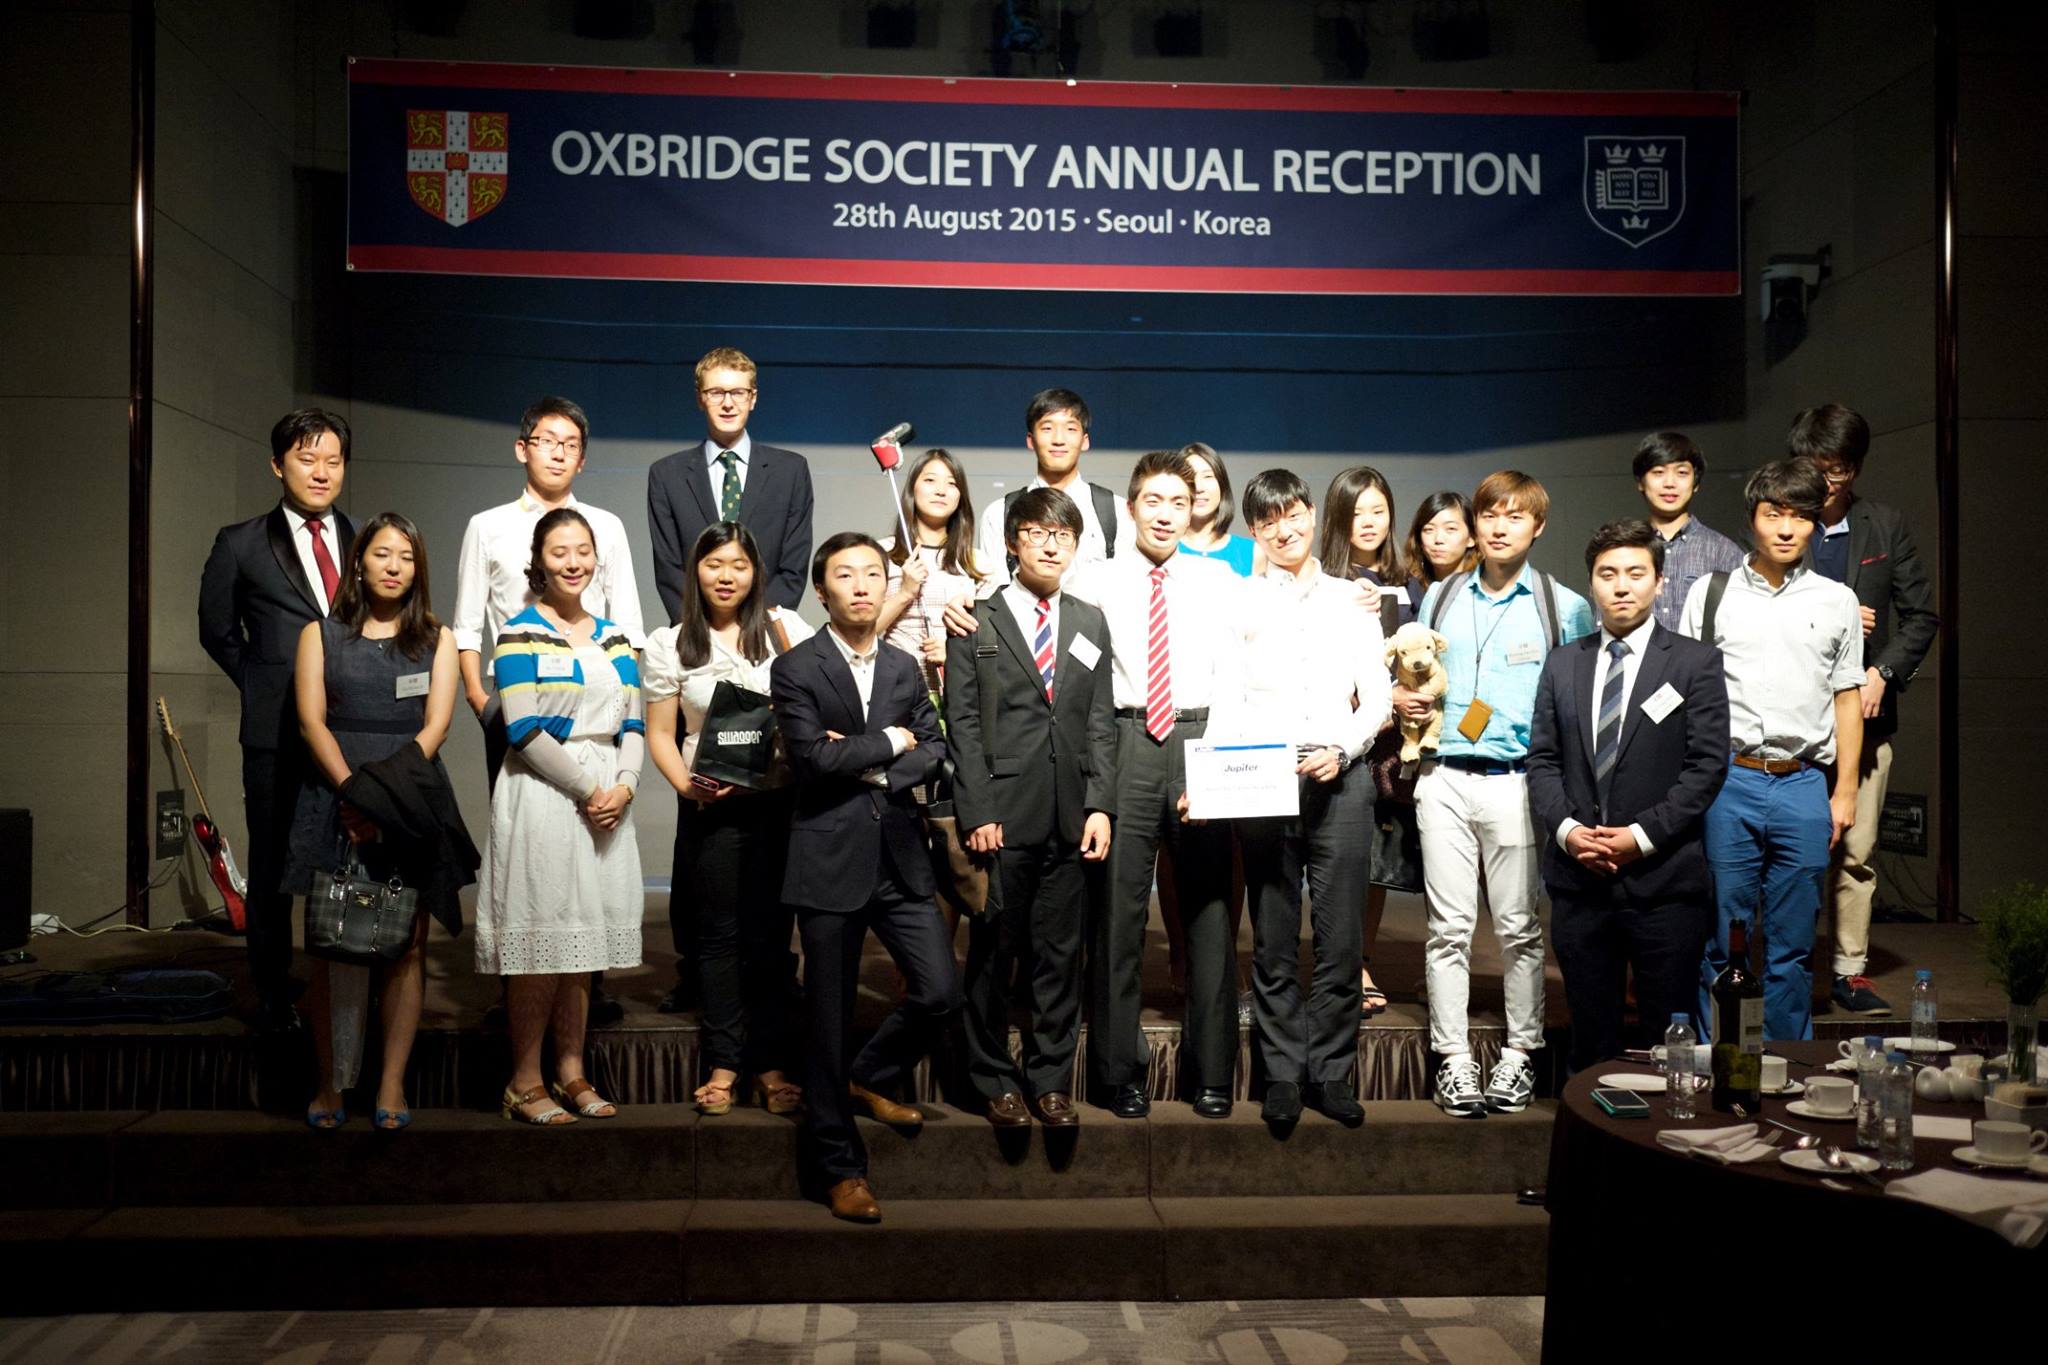 OXBRIDGE SOCIETY ANNUAL RECEPTION
28th August 2015 · Seoul · Korea
swagger
Jupiter